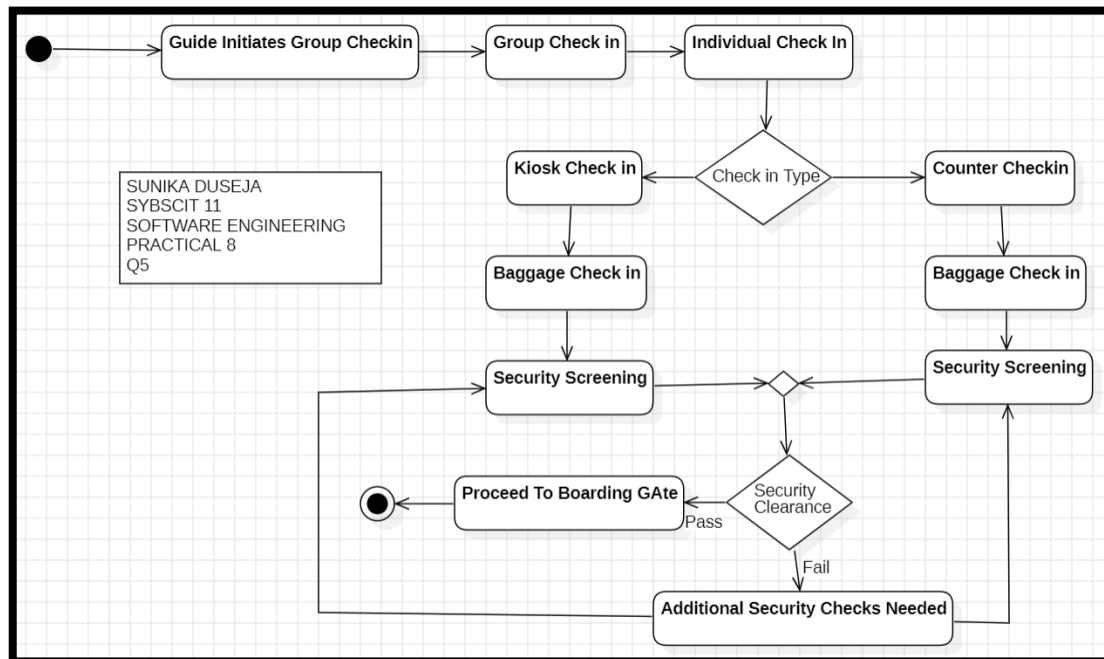 Guide Initiates Group Checkin
Group Check in
Individual Check In
Kiosk Check in
Check in Type
Counter Checkin
SUNIKA DUSEJA
SYBSCIT 11
SOFTWARE ENGINEERING
PRACTICAL 8
Q5
Baggage Check in
Baggage Check in
Security Screening
Security Screening
Proceed To Boarding GAte
Security
Clearance
Pass
Fail
Additional Security Checks Needed